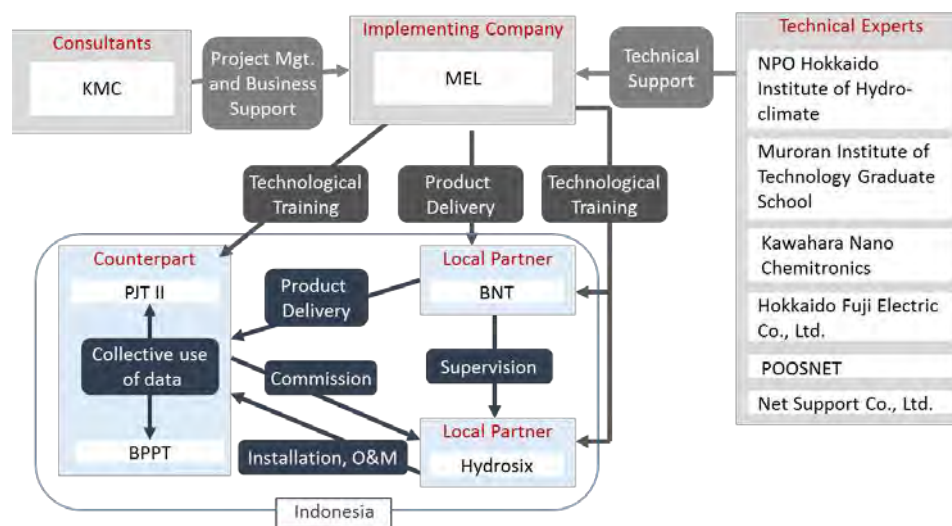 Consultants
KMC
Project Mgt.
and Business
Support
Implementing Company
MEL
Technical
Support
Technical Experts
NPO Hokkaido
Institute of Hydro-
climate
Muroran Institute of
Technology Graduate
School
Kawahara Nano
Chemitronics
Hokkaido Fuji Electric
Co., Ltd.
POOSNET
Net Support Co., Ltd.
Technological
Training
Product
Delivery
Technological
Training
Counterpart
PJT II
Collective use
of data
BPPT
Product
Delivery
Commission
Installation, O&M
Local Partner
BNT
Supervision
Local Partner
Hydrosix
Indonesia